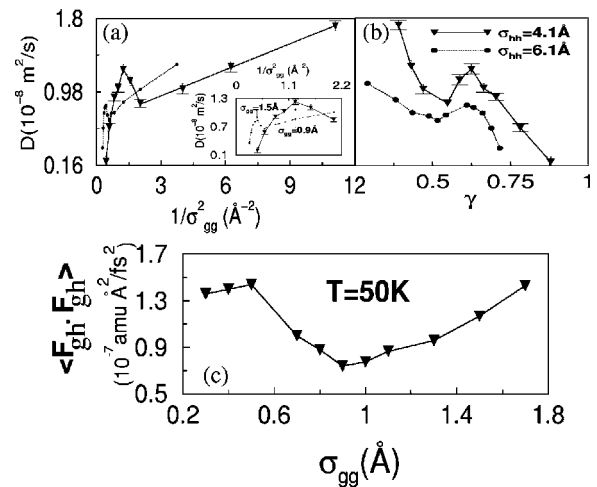 1.8
0.98
0.16
D(10⁻⁸ m²/s)
(a)
0 3 6 9 12
1/σ²gg (Å⁻²)
0 1.1 2.2
1/σ²gg (Å⁻²)
1.3
0.7
0.1
D(10⁻⁸ m²/s)
σgg=1.5Å
σgg=0.9Å
(b)
σhh=4.1Å
σhh=6.1Å
0.5 0.75 1
γ
<Fgh. Fgh>
(10⁻⁷ amu Å²/fs²)
1.7
1.3
0.9
0.5
T=50K
(c)
0.2 0.6 1 1.4 1.8
σgg(Å)